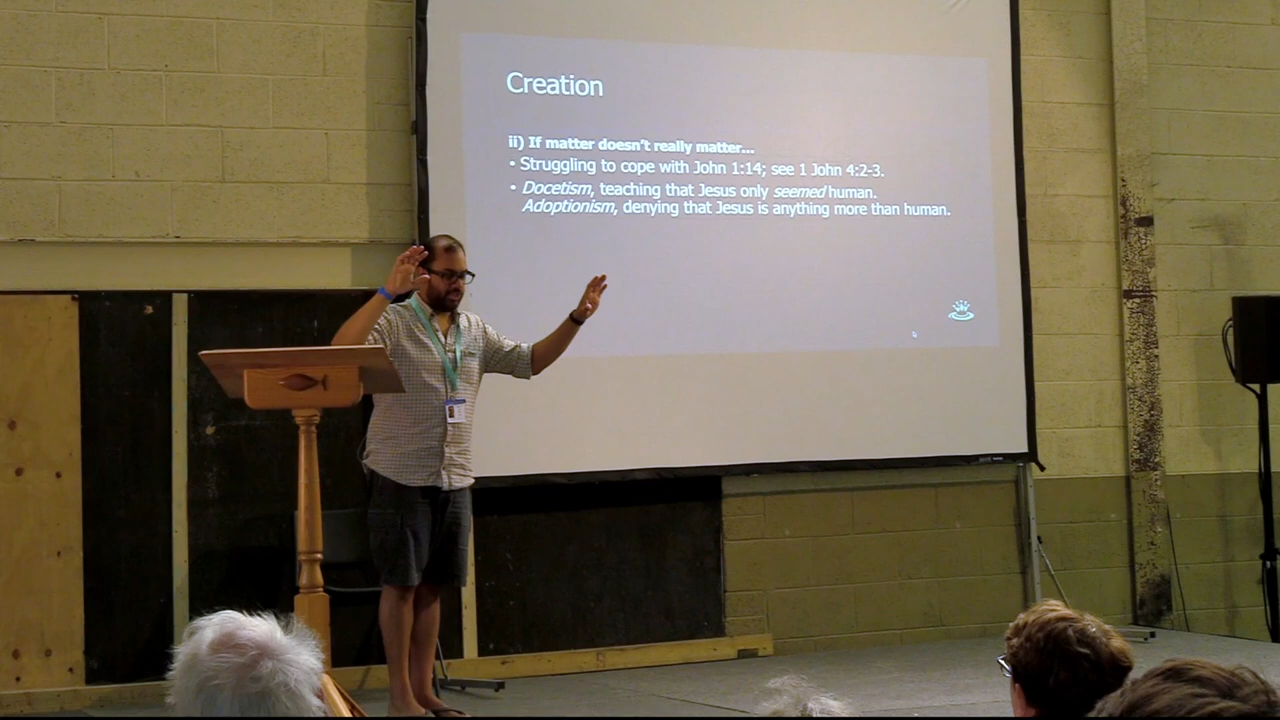 Creation
ii) If matter doesn't really matter...
• Struggling to cope with John 1:14; see 1 John 4:2-3.
• Docetism, teaching that Jesus only seemed human.
Adoptionism, denying that Jesus is anything more than human.